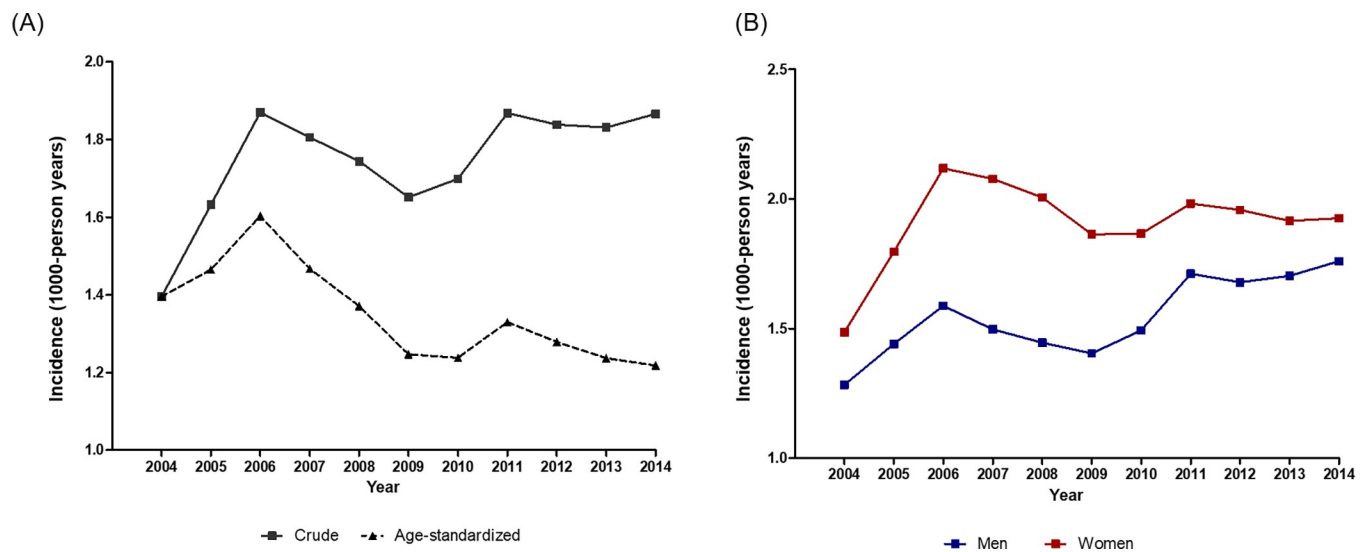 (A)
2.0
1.8
1.6
1.4
1.2
1.0
Incidence (1000-person years)
2004 2005 2006 2007 2008 2009 2010 2011 2012 2013 2014
Year
Crude Age-standardized
(B)
2.5
2.0
1.5
1.0
Incidence (1000-person years)
2004 2005 2006 2007 2008 2009 2010 2011 2012 2013 2014
Year
Men Women